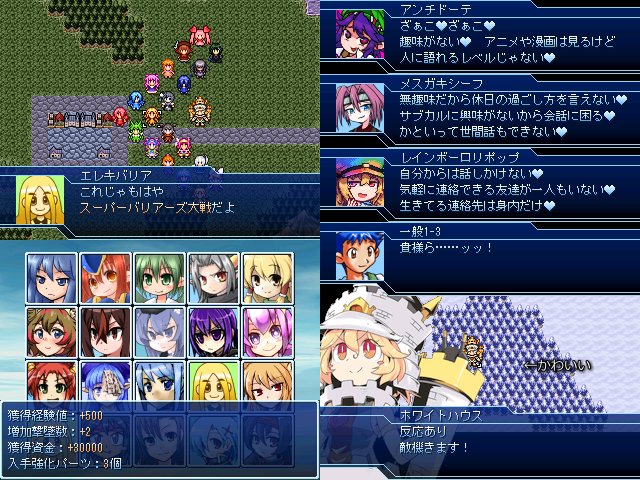 エレキバリア
これじゃもはや
スーパーバリアーズ大戦だよ
獲得経験値：+500
増加撃墜数：+2
獲得資金：+30000
入手強化パーツ：3個
アンチドーテ
ざぁこ♥ざぁこ♥
趣味がない♥　アニメや漫画は見るけど
人に語れるレベルじゃない♥
メスガキシーフ
無趣味だから休日の過ごし方を言えない♥
サブカルに興味がないから会話に困る♥
かといって世間話もできない♥
レインボーロリポップ
自分からは話しかけない♥
気軽に連絡できる友達が一人もいない♥
生きてる連絡先は身内だけ♥
一般1-3
貴様ら……ッッ！
←かわいい
ホワイトハウス
反応あり
敵機きます！